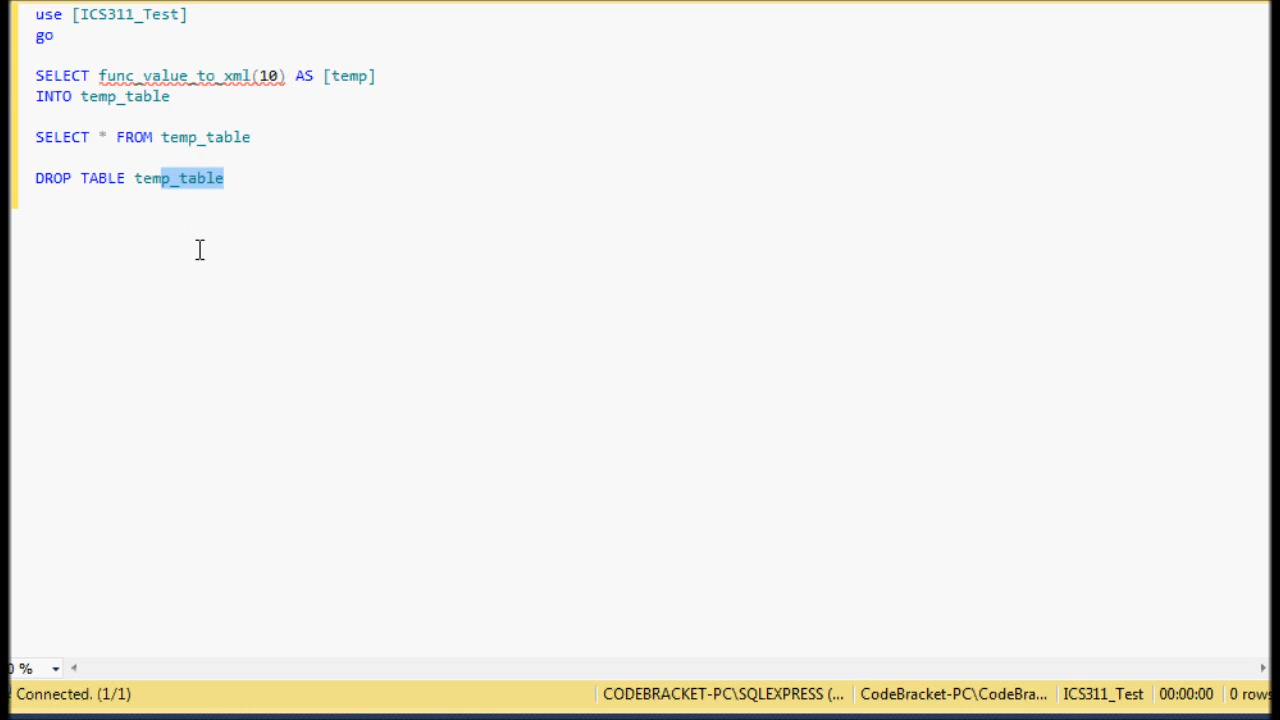 use [ICS311_Test]
go
SELECT func_value_to_xml(10) AS [temp]
INTO temp_table
SELECT * FROM temp_table
DROP TABLE temp_table
%
Connected. (1/1) CODEBRACKET-PC\SQLEXPRESS (... CodeBracket-PC\CodeBra... ICS311_Test 00:00:00 0 rows